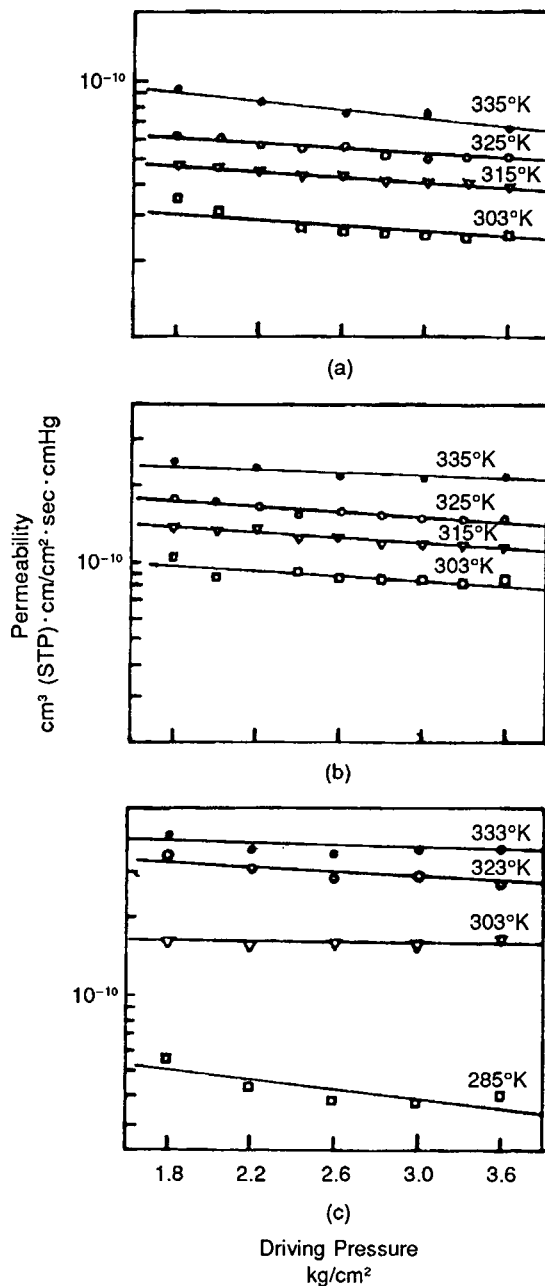 10⁻¹⁰
335°K
325°K
315°K
303°K
(a)
335°K
325°K
315°K
10⁻¹⁰
303°K
(b)
Permeability
cm³ (STP)·cm/cm²·sec·cmHg
333°K
323°K
303°K
10⁻¹⁰
285°K
1.8 2.2 2.6 3.0 3.6
(c)
Driving Pressure
kg/cm²